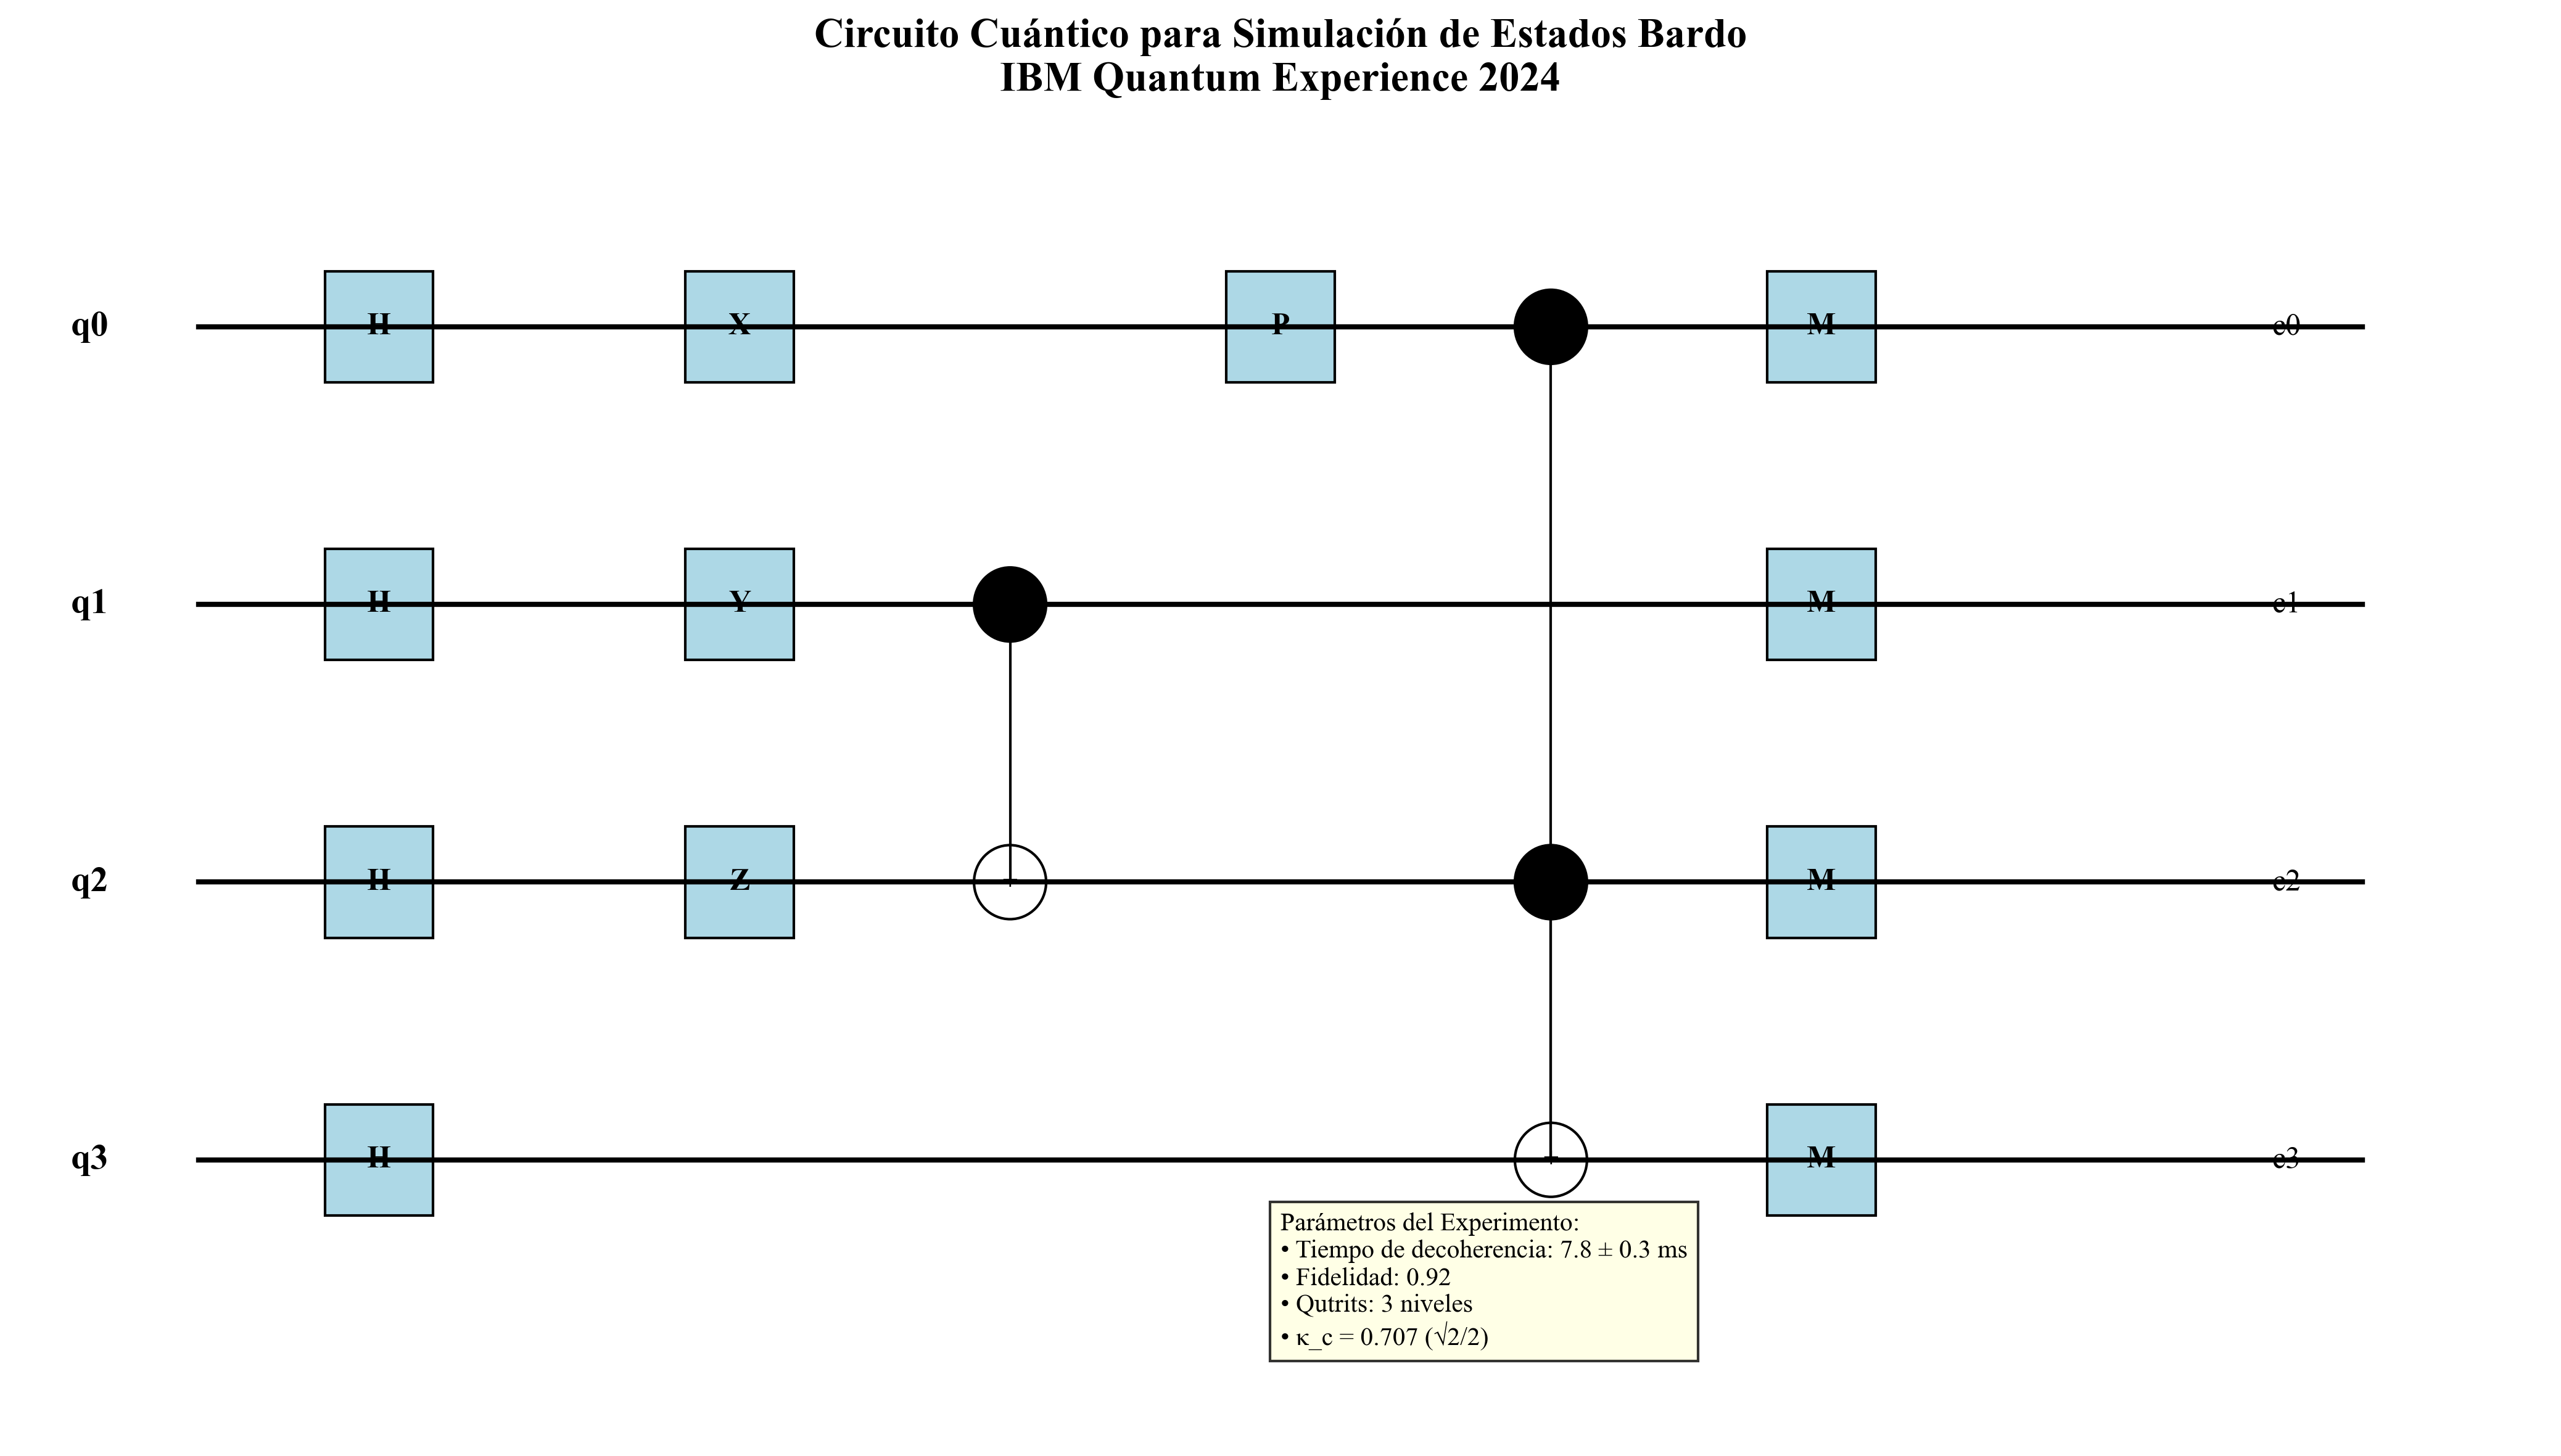 Circuito Cuántico para Simulación de Estados Bardo
IBM Quantum Experience 2024
q0 H X P M c0
q1 H Y M c1
q2 H Z + M c2
q3 H + M c3
Parámetros del Experimento:
• Tiempo de decoherencia: 7.8 ± 0.3 ms
• Fidelidad: 0.92
• Qutrits: 3 niveles
• κ_c = 0.707 (√2/2)